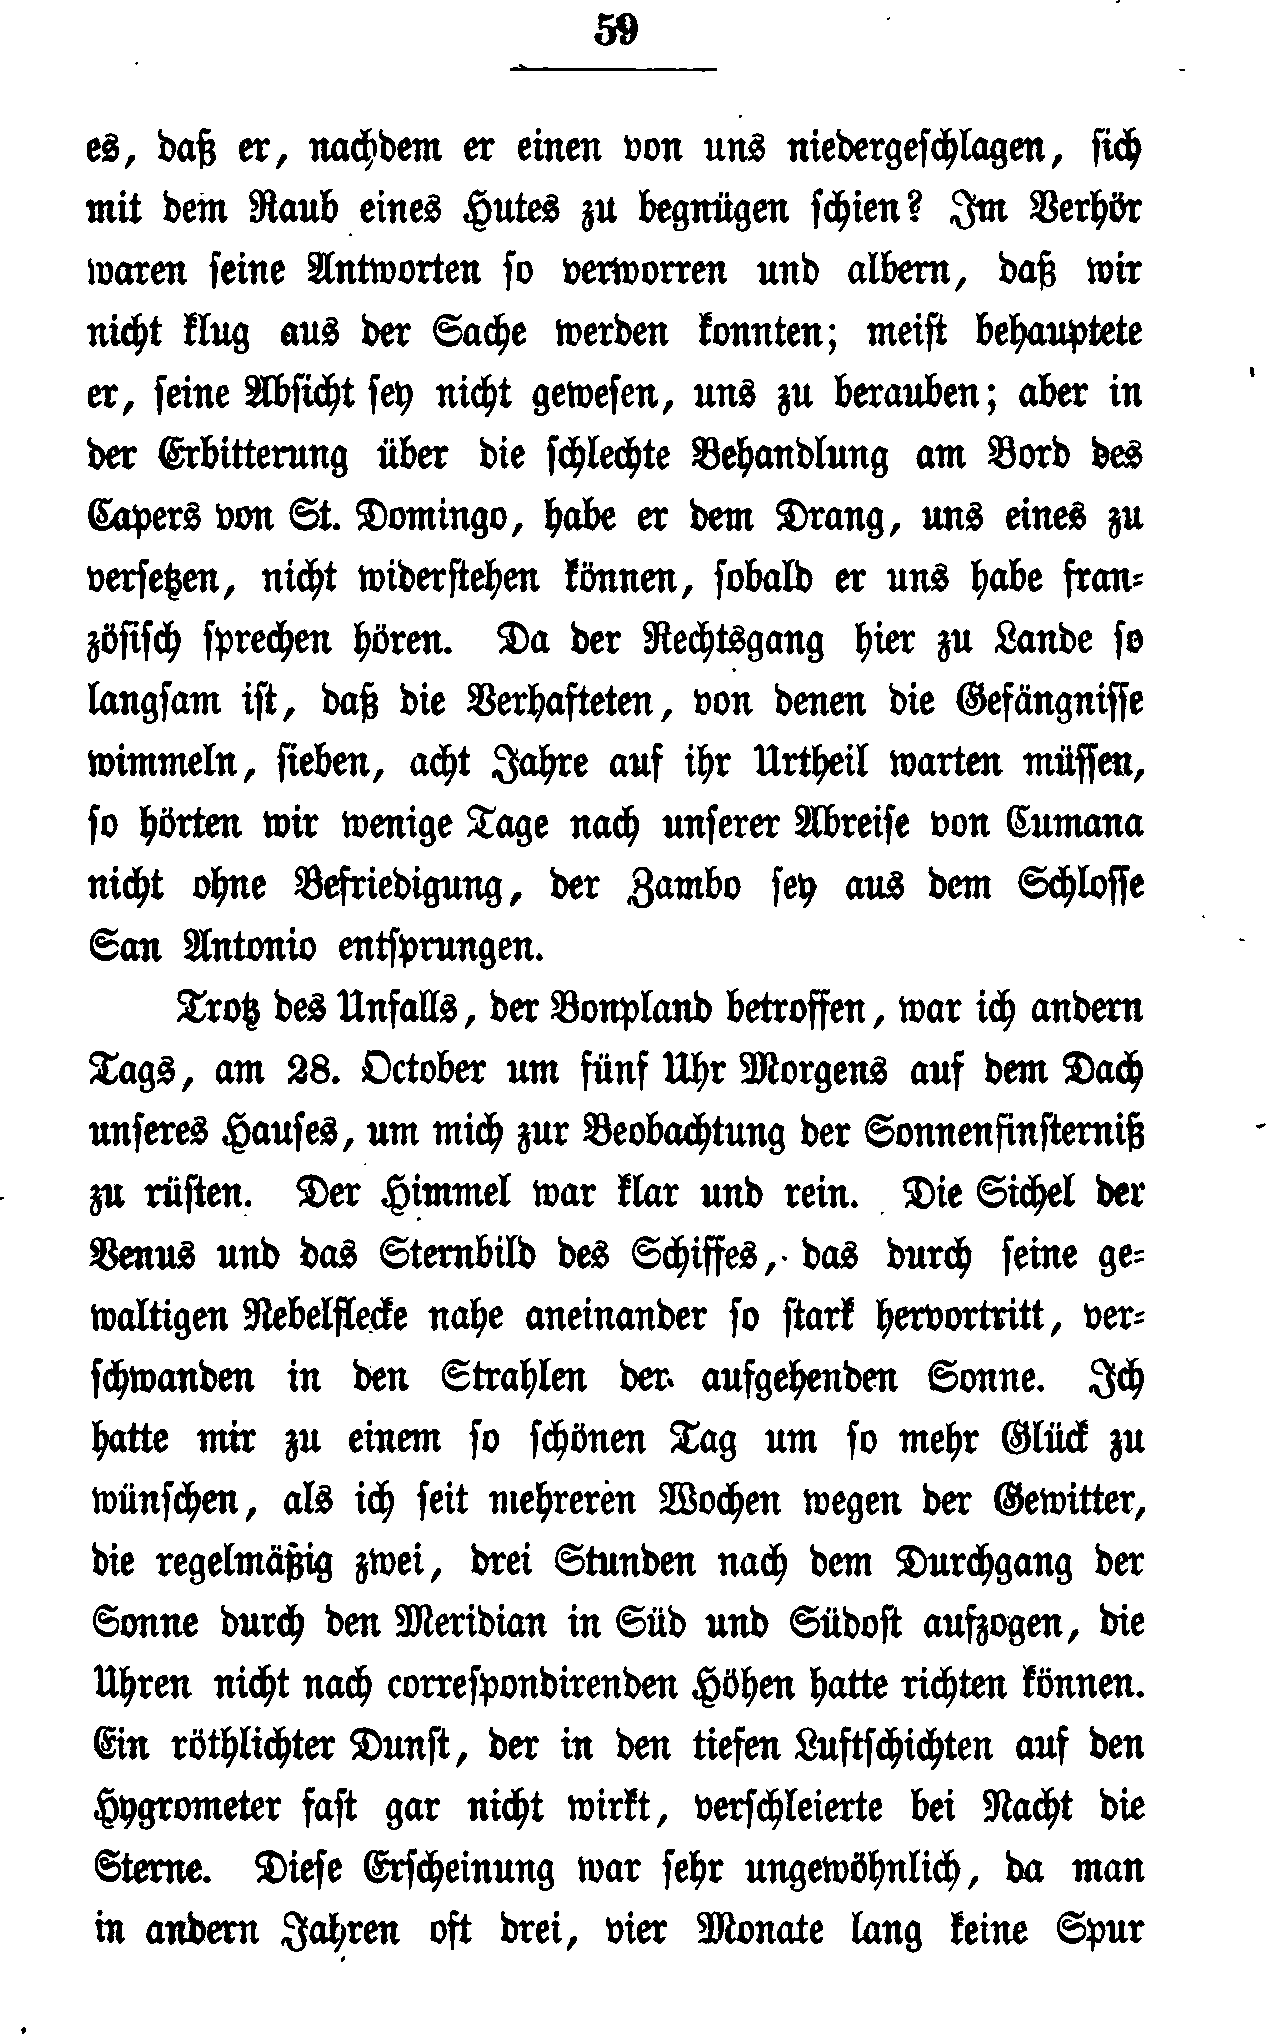 59
es, daß er, nachdem er einen von uns niedergeschlagen, sich
mit dem Raub eines Hutes zu begnügen schien? Im Verhör
waren seine Antworten so verworren und albern, daß wir
nicht klug aus der Sache werden konnten; meist behauptete
er, seine Absicht sey nicht gewesen, uns zu berauben; aber in
der Erbitterung über die schlechte Behandlung am Bord des
Capers von St. Domingo, habe er dem Drang, uns eines zu
versetzen, nicht widerstehen können, sobald er uns habe fran-
zösisch sprechen hören. Da der Rechtsgang hier zu Lande so
langsam ist, daß die Verhafteten, von denen die Gefängnisse
wimmeln, sieben, acht Jahre auf ihr Urtheil warten müssen,
so hörten wir wenige Tage nach unserer Abreise von Cumana
nicht ohne Befriedigung, der Zambo sey aus dem Schlosse
San Antonio entsprungen.
Trotz des Unfalls, der Bonpland betroffen, war ich andern
Tags, am 28. October um fünf Uhr Morgens auf dem Dach
unseres Hauses, um mich zur Beobachtung der Sonnenfinsterniß
zu rüsten. Der Himmel war klar und rein. Die Sichel der
Venus und das Sternbild des Schiffes, das durch seine ge-
waltigen Nebelflecke nahe aneinander so stark hervortritt, ver-
schwanden in den Strahlen der aufgehenden Sonne. Ich
hatte mir zu einem so schönen Tag um so mehr Glück zu
wünschen, als ich seit mehreren Wochen wegen der Gewitter,
die regelmäßig zwei, drei Stunden nach dem Durchgang der
Sonne durch den Meridian in Süd und Südost aufzogen, die
Uhren nicht nach correspondirenden Höhen hatte richten können.
Ein röthlichter Dunst, der in den tiefen Luftschichten auf den
Hygrometer fast gar nicht wirkt, verschleierte bei Nacht die
Sterne. Diese Erscheinung war sehr ungewöhnlich, da man
in andern Jahren oft drei, vier Monate lang keine Spur